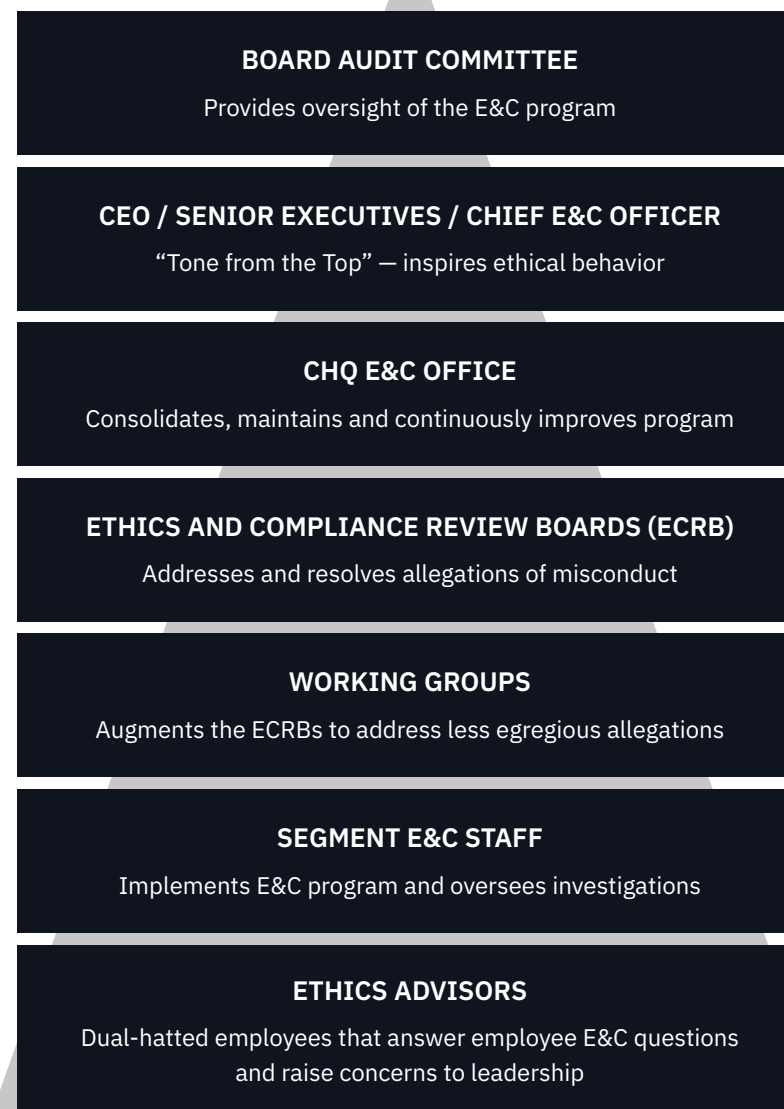 BOARD AUDIT COMMITTEE
Provides oversight of the E&C program
CEO / SENIOR EXECUTIVES / CHIEF E&C OFFICER
“Tone from the Top” — inspires ethical behavior
CHQ E&C OFFICE
Consolidates, maintains and continuously improves program
ETHICS AND COMPLIANCE REVIEW BOARDS (ECRB)
Addresses and resolves allegations of misconduct
WORKING GROUPS
Augments the ECRBs to address less egregious allegations
SEGMENT E&C STAFF
Implements E&C program and oversees investigations
ETHICS ADVISORS
Dual-hatted employees that answer employee E&C questions
and raise concerns to leadership